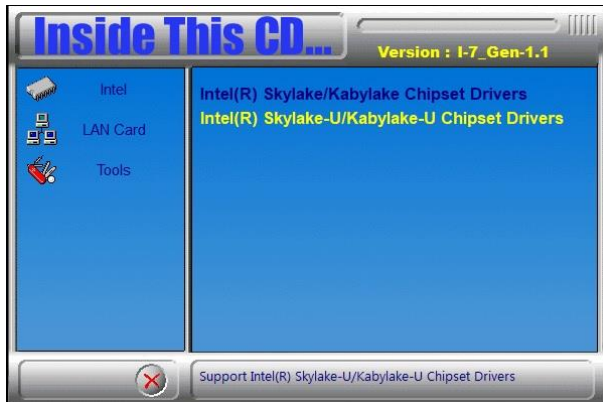 Inside This CD...
Version : I-7_Gen-1.1
Intel
LAN Card
Tools
Intel(R) Skylake/Kabylake Chipset Drivers
Intel(R) Skylake-U/Kabylake-U Chipset Drivers
Support Intel(R) Skylake-U/Kabylake-U Chipset Drivers